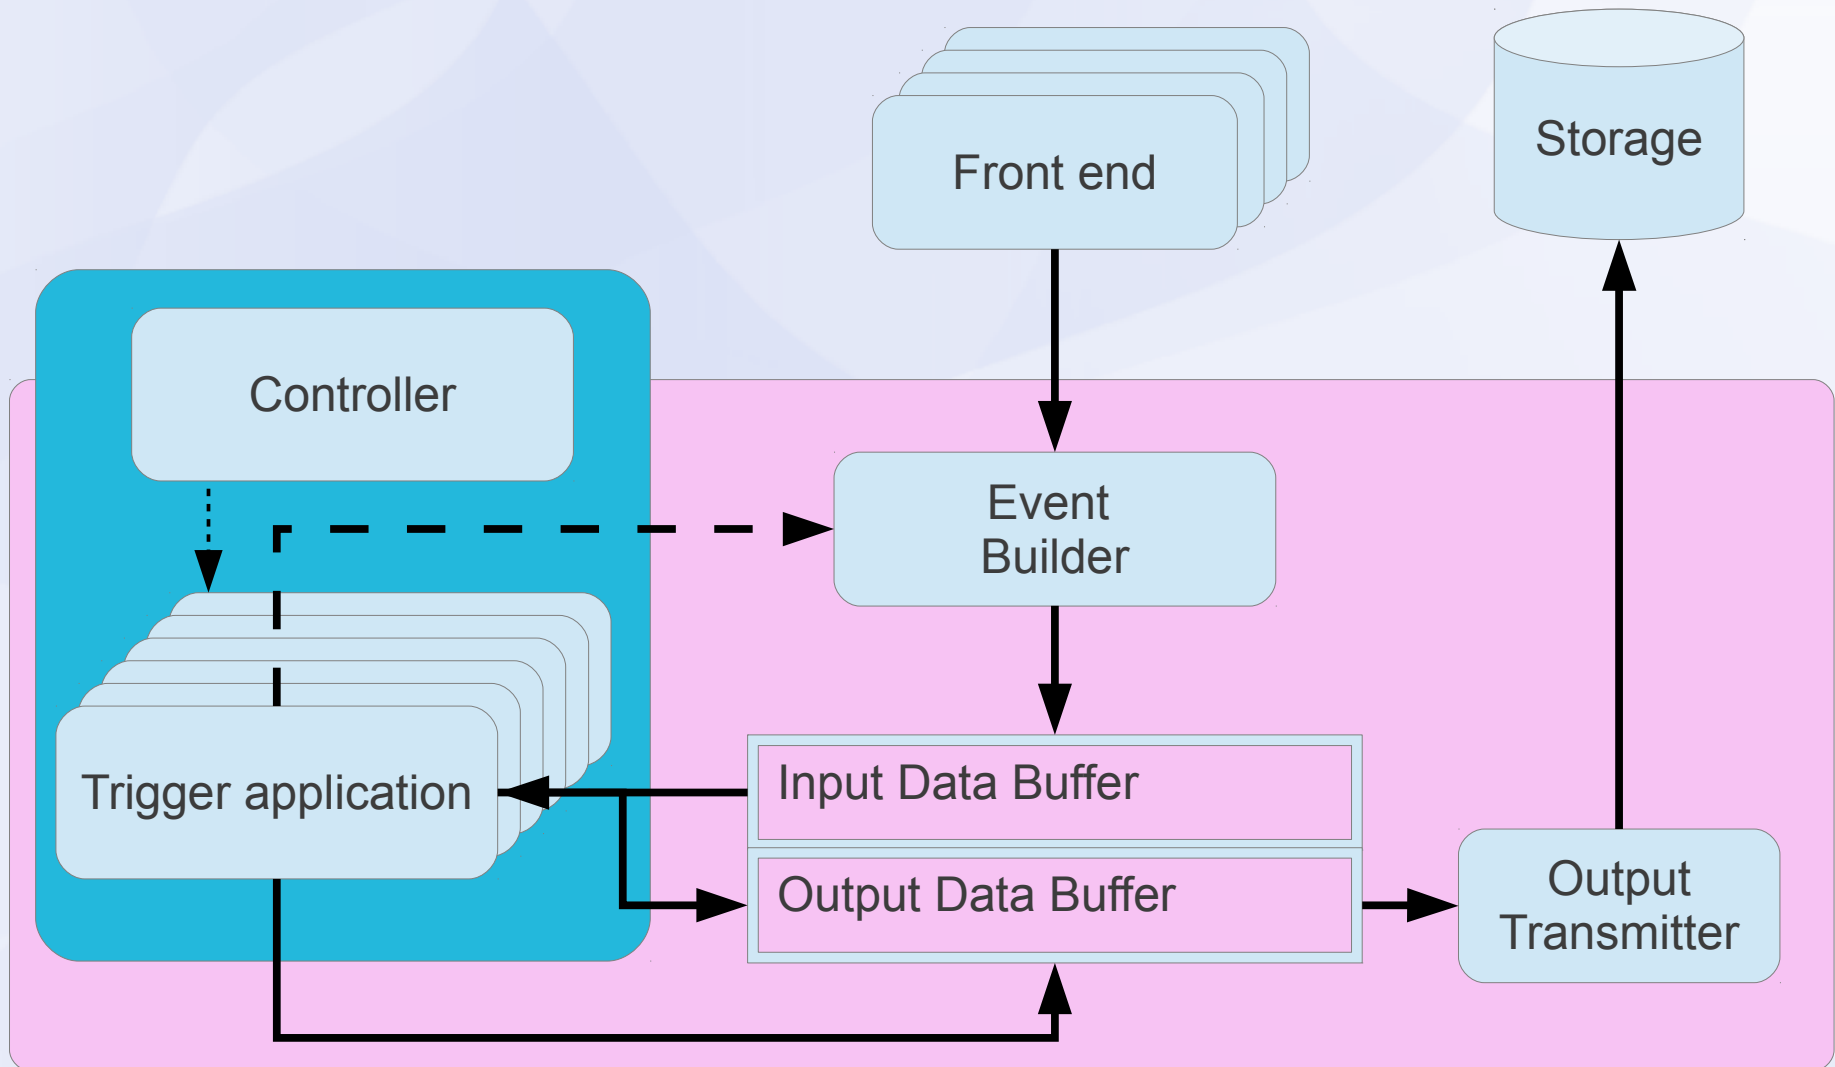 Front end
Storage
Controller
Event
Builder
Trigger application
Input Data Buffer
Output Data Buffer
Output
Transmitter